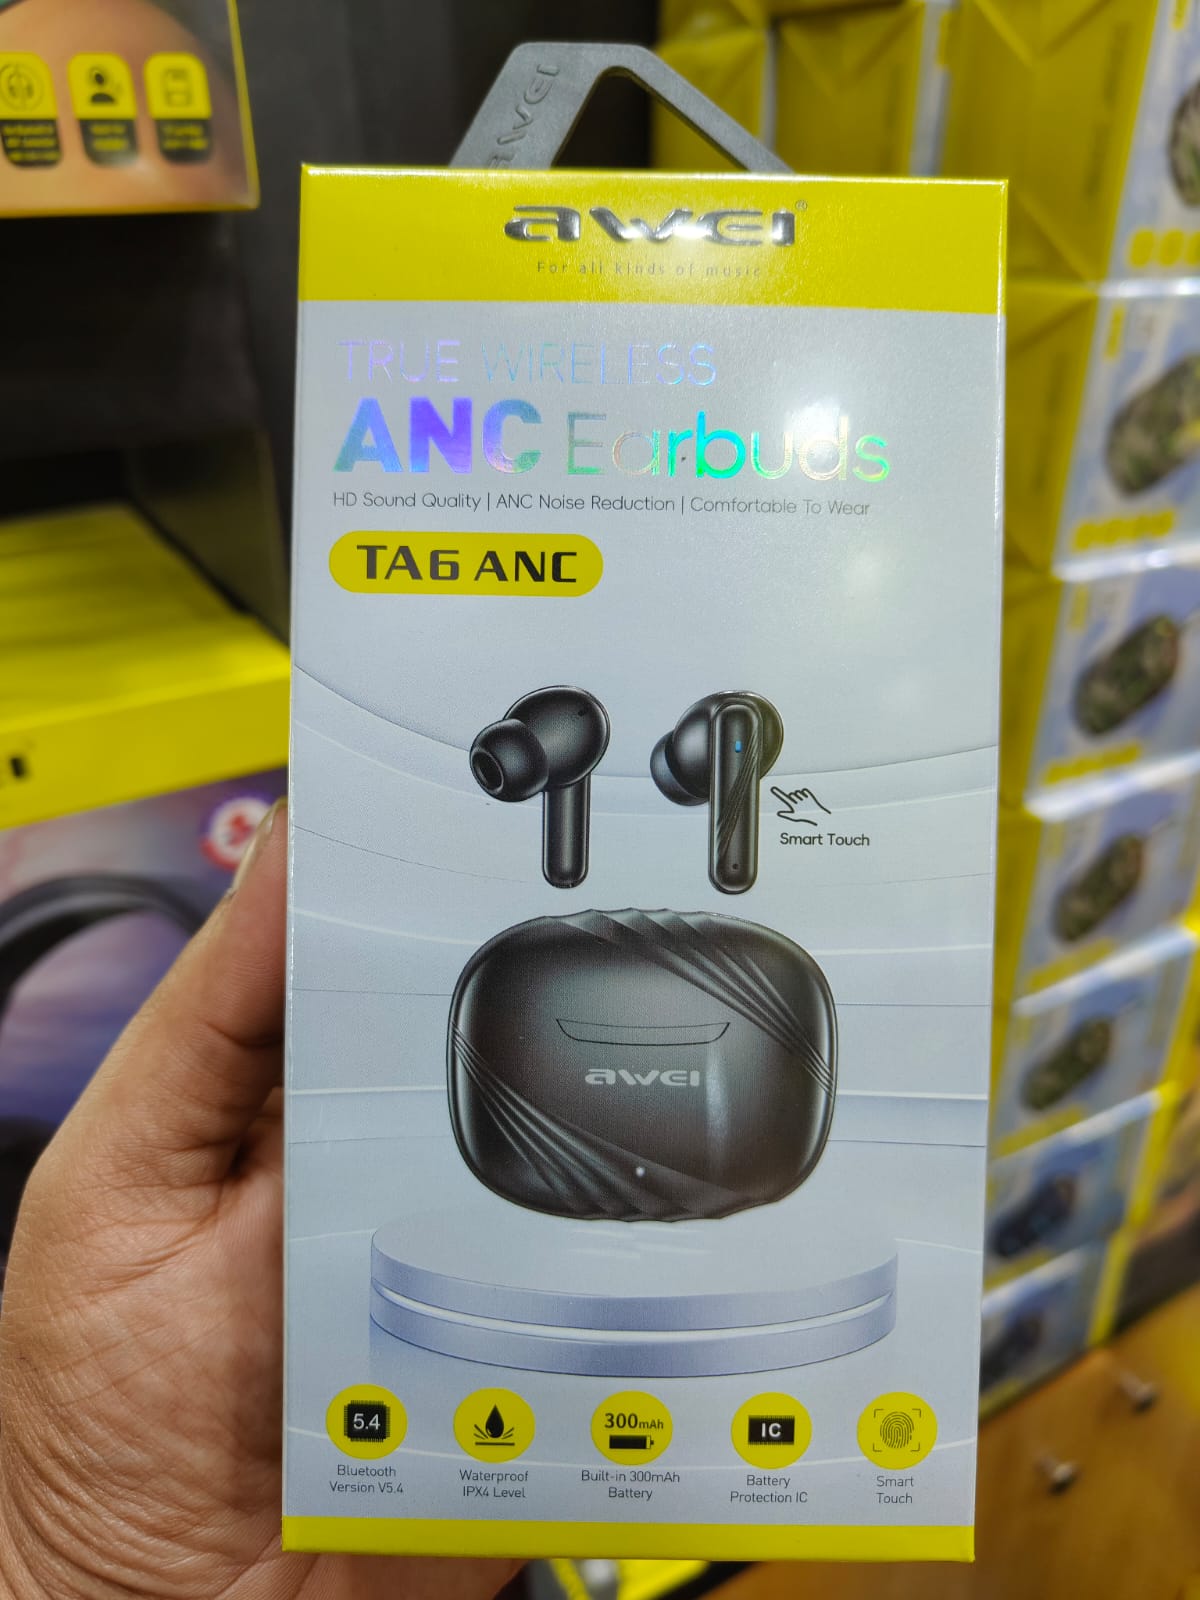 AWEI
awei®
For all kinds of music
TRUE WIRELESS
ANC Earbuds
HD Sound Quality | ANC Noise Reduction | Comfortable To Wear
TA6 ANC
Smart Touch
awei
5.4
Bluetooth
Version V5.4
Waterproof
IPX4 Level
300mAh
Built-in 300mAh
Battery
IC
Battery
Protection IC
Smart
Touch